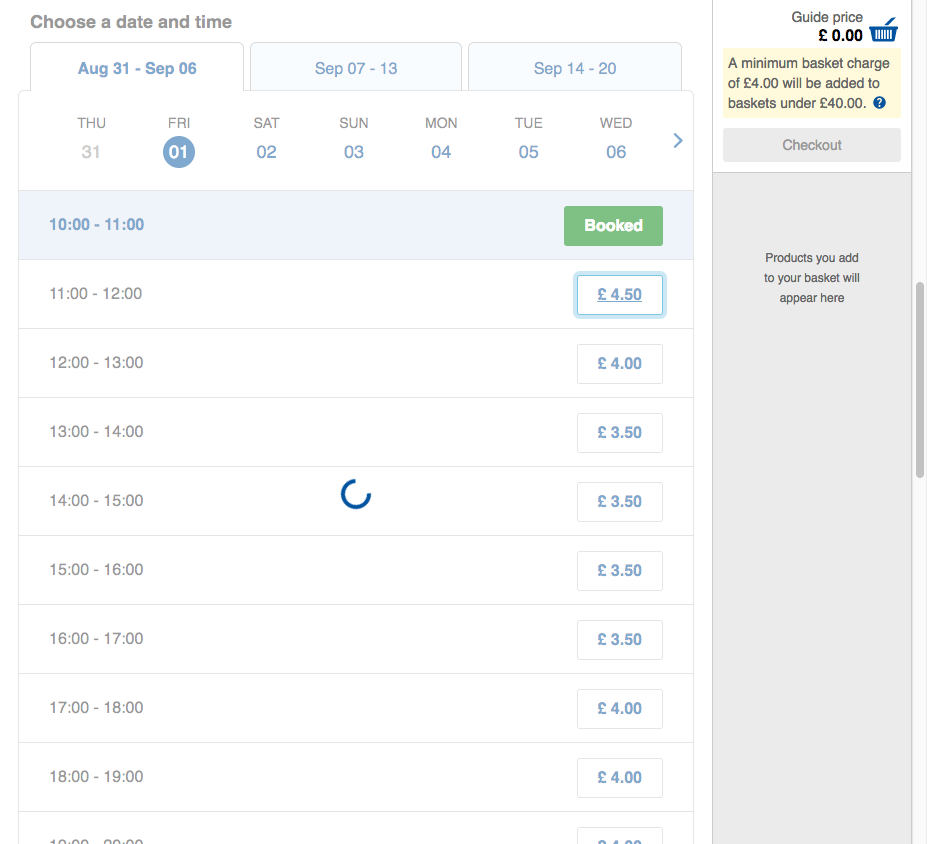 Choose a date and time
Aug 31 - Sep 06
Sep 07 - 13
Sep 14 - 20
THU FRI SAT SUN MON TUE WED
31 01 02 03 04 05 06
10:00 - 11:00 Booked
11:00 - 12:00 £ 4.50
12:00 - 13:00 £ 4.00
13:00 - 14:00 £ 3.50
14:00 - 15:00 £ 3.50
15:00 - 16:00 £ 3.50
16:00 - 17:00 £ 3.50
17:00 - 18:00 £ 4.00
18:00 - 19:00 £ 4.00
Guide price
£ 0.00
A minimum basket charge
of £4.00 will be added to
baskets under £40.00. ?
Checkout
Products you add
to your basket will
appear here